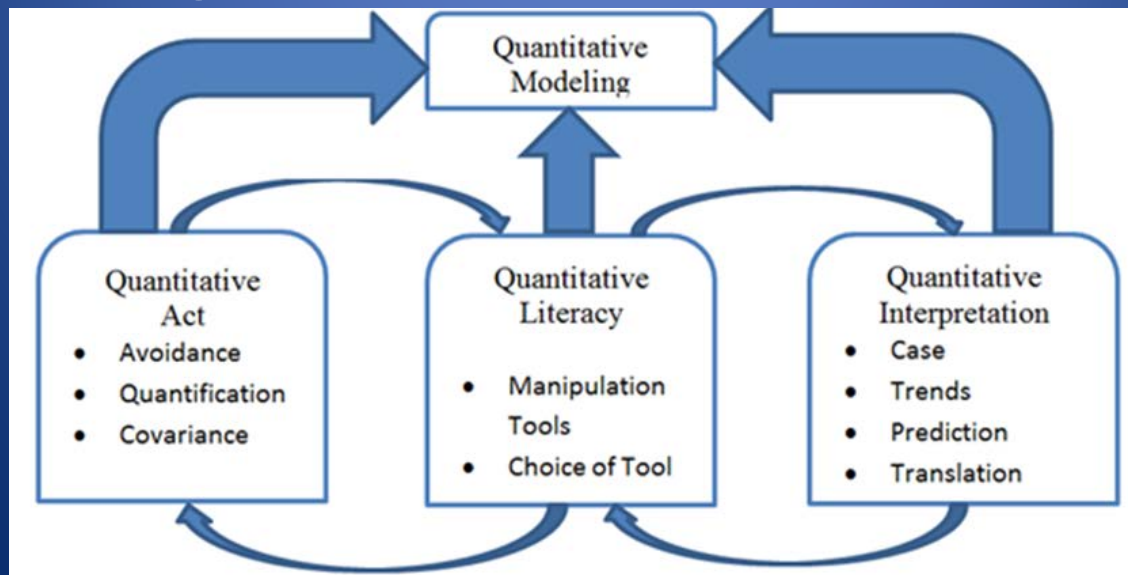 Quantitative
Modeling
Quantitative
Act
• Avoidance
• Quantification
• Covariance
Quantitative
Literacy
• Manipulation
Tools
• Choice of Tool
Quantitative
Interpretation
• Case
• Trends
• Prediction
• Translation